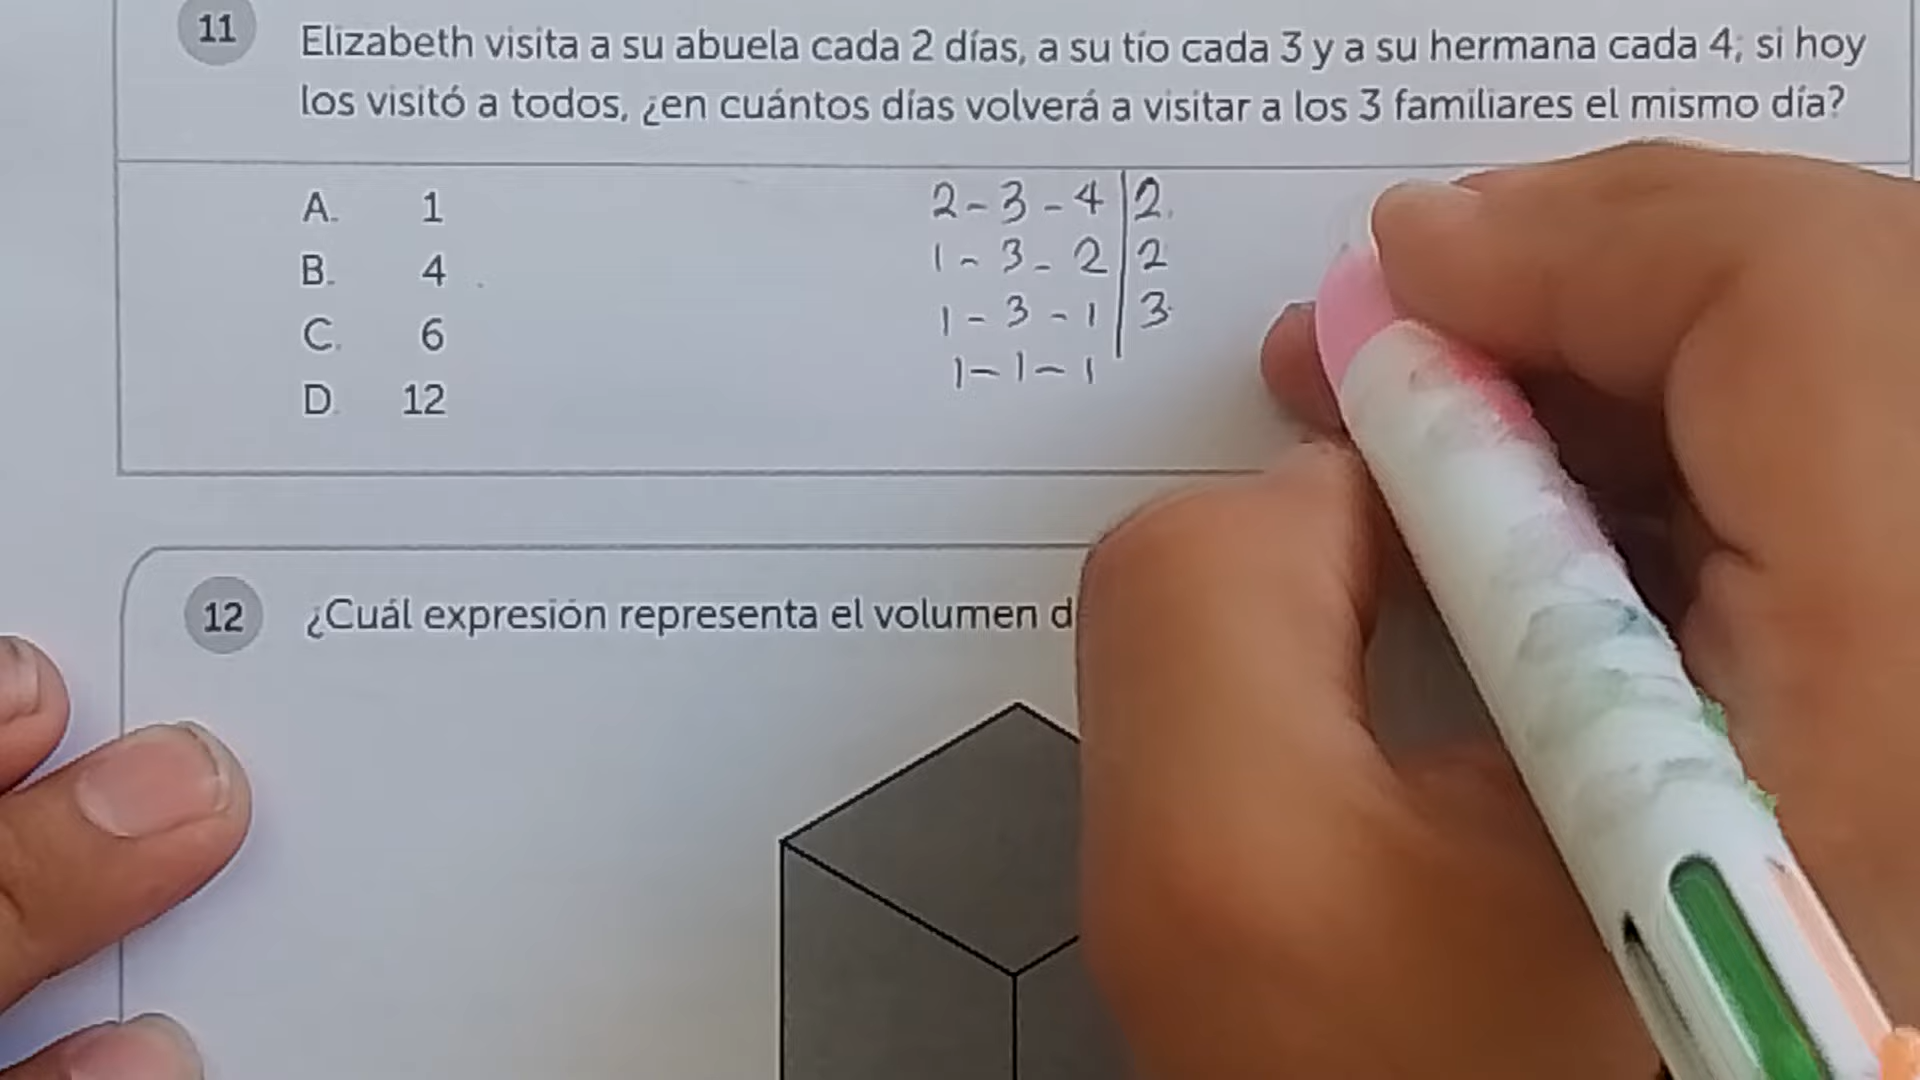 11
Elizabeth visita a su abuela cada 2 días, a su tío cada 3 y a su hermana cada 4; si hoy
los visitó a todos, ¿en cuántos días volverá a visitar a los 3 familiares el mismo día?
A. 1
B. 4
C. 6
D. 12
2 - 3 - 4 | 2
1 - 3 - 2 | 2
1 - 3 - 1 | 3
1 - 1 - 1
12
¿Cuál expresión representa el volumen